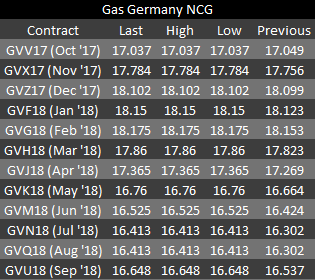 Gas Germany NCG
Contract Last High Low Previous
GVV17 (Oct '17) 17.037 17.037 17.037 17.049
GVX17 (Nov '17) 17.784 17.784 17.784 17.756
GVZ17 (Dec '17) 18.102 18.102 18.102 18.099
GVF18 (Jan '18) 18.15 18.15 18.15 18.123
GVG18 (Feb '18) 18.175 18.175 18.175 18.153
GVH18 (Mar '18) 17.86 17.86 17.86 17.823
GVJ18 (Apr '18) 17.365 17.365 17.365 17.269
GVK18 (May '18) 16.76 16.76 16.76 16.664
GVM18 (Jun '18) 16.525 16.525 16.525 16.424
GVN18 (Jul '18) 16.413 16.413 16.413 16.302
GVQ18 (Aug '18) 16.413 16.413 16.413 16.302
GVU18 (Sep '18) 16.648 16.648 16.648 16.537